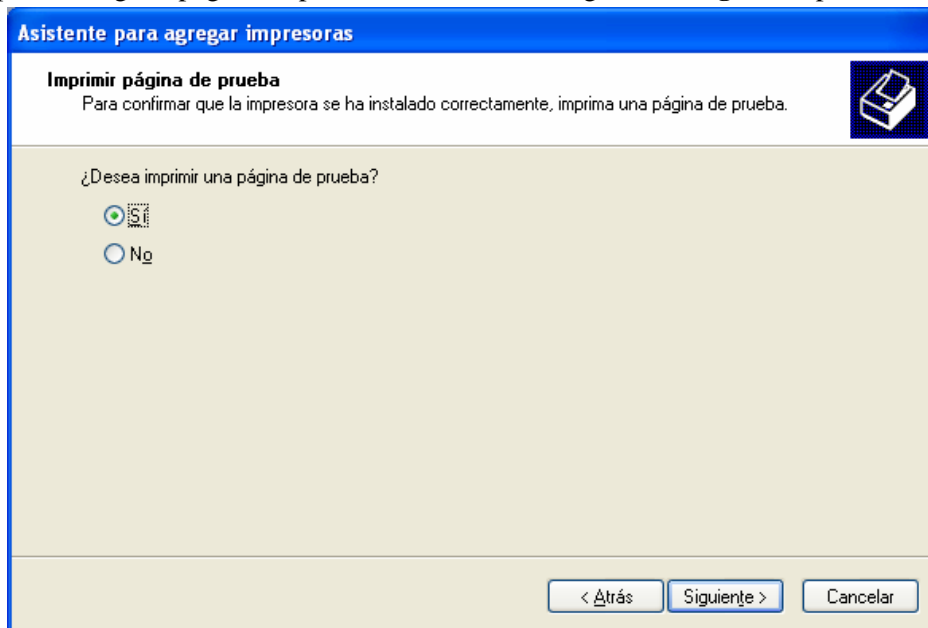 Asistente para agregar impresoras
Imprimir página de prueba
Para confirmar que la impresora se ha instalado correctamente, imprima una página de prueba.
¿Desea imprimir una página de prueba?
Sí
No
< Atrás Siguiente > Cancelar